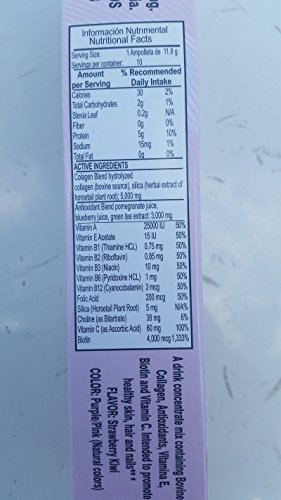 Información Nutrimental
Nutritional Facts
Serving Size: 1 Ampolleta of 11.8 g
Servings per container: 10
Amount per Serving % Recommended Daily Intake
Calories 30 2%
Total Carbohydrates 2g 1%
Stevia Leaf 0.2g N/A
Fiber 0g 0%
Protein 5g 10%
Sodium 15mg 1%
Total Fat 0g 0%
ACTIVE INGREDIENTS
Colagen Blend hydrolyzed
collagen (bovine source), silica (herbal extract of
horsetail plant root); 5,000 mg
Antioxidant Blend pomegranate juice,
blueberry juice, green tea extract: 3,000 mg
Vitamin A 25000 IU 50%
Vitamin E Acetate 15 IU 50%
Vitamin B1 (Thiamine HCL) 0.75 mg 50%
Vitamin B2 (Riboflavin) 0.85 mg 50%
Vitamin B3 (Niacin) 10 mg 50%
Vitamin B6 (Pyridoxine HCL) 1 mg 50%
Vitamin B12 (Cyanocobalamin) 3 mcg 50%
Folic Acid 200 mcg 50%
Silica (Horsetail Plant Root) 5 mg N/A%
Choline (as Bitartrate) 38 mg 6%
Vitamin C (as Ascorbic Acid) 60 mg 100%
Biotin 4,000 mcg 1,333%
A drink concentrate mix containing Bovine
Collagen, Antioxidants, Vitamina E,
Biotin and Vitamin C. Intended to promote
healthy skin, hair and nails***
FLAVOR: Strawberry Kiwi
COLOR: Purple/Pink (Natural colors)